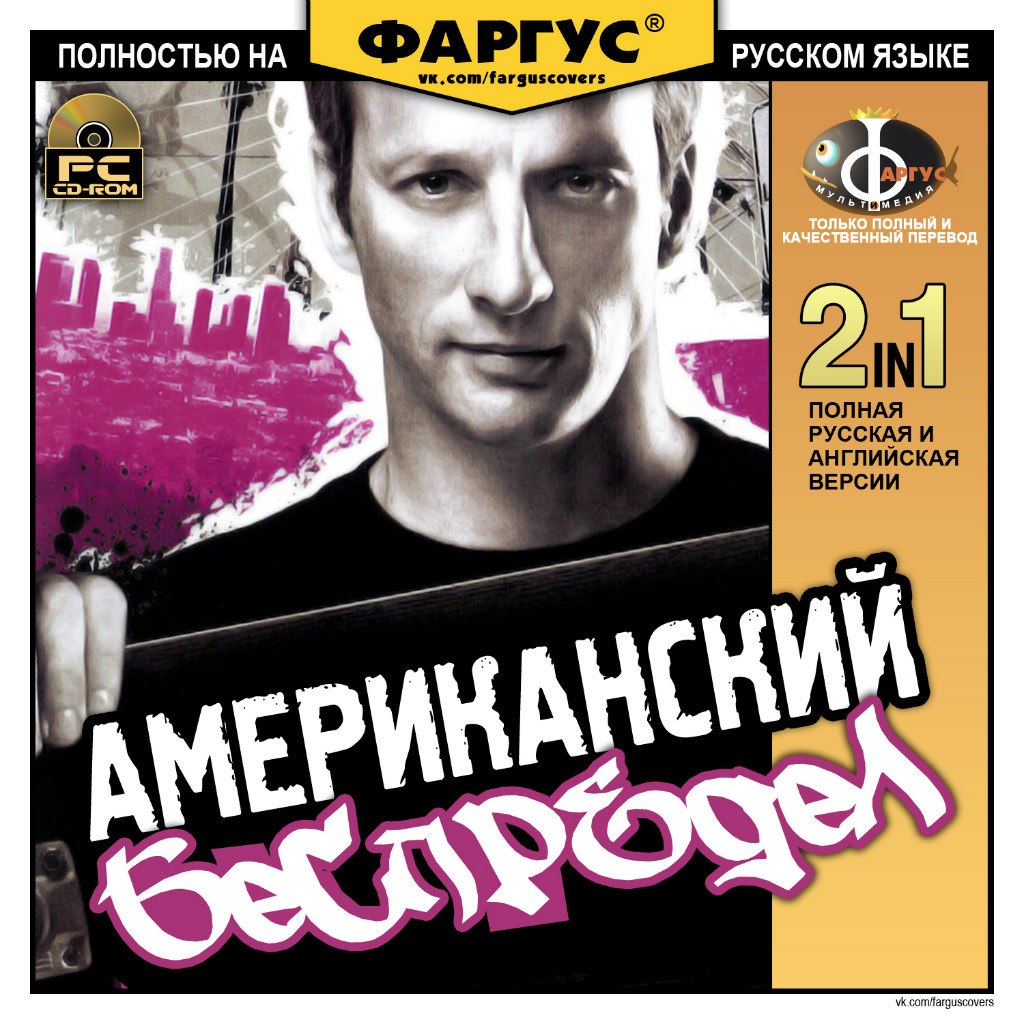 ПОЛНОСТЬЮ НА
ФАРГУС®
vk.com/farguscovers
РУССКОМ ЯЗЫКЕ
PC
CD-ROM
ФАРГУС
МУЛЬТИМЕДИЯ
ТОЛЬКО ПОЛНЫЙ И
КАЧЕСТВЕННЫЙ ПЕРЕВОД
2IN1
ПОЛНАЯ
РУССКАЯ И
АНГЛИЙСКАЯ
ВЕРСИИ
АМЕРИКАНСКИЙ
БеСпРЕдел
vk.com/farguscovers